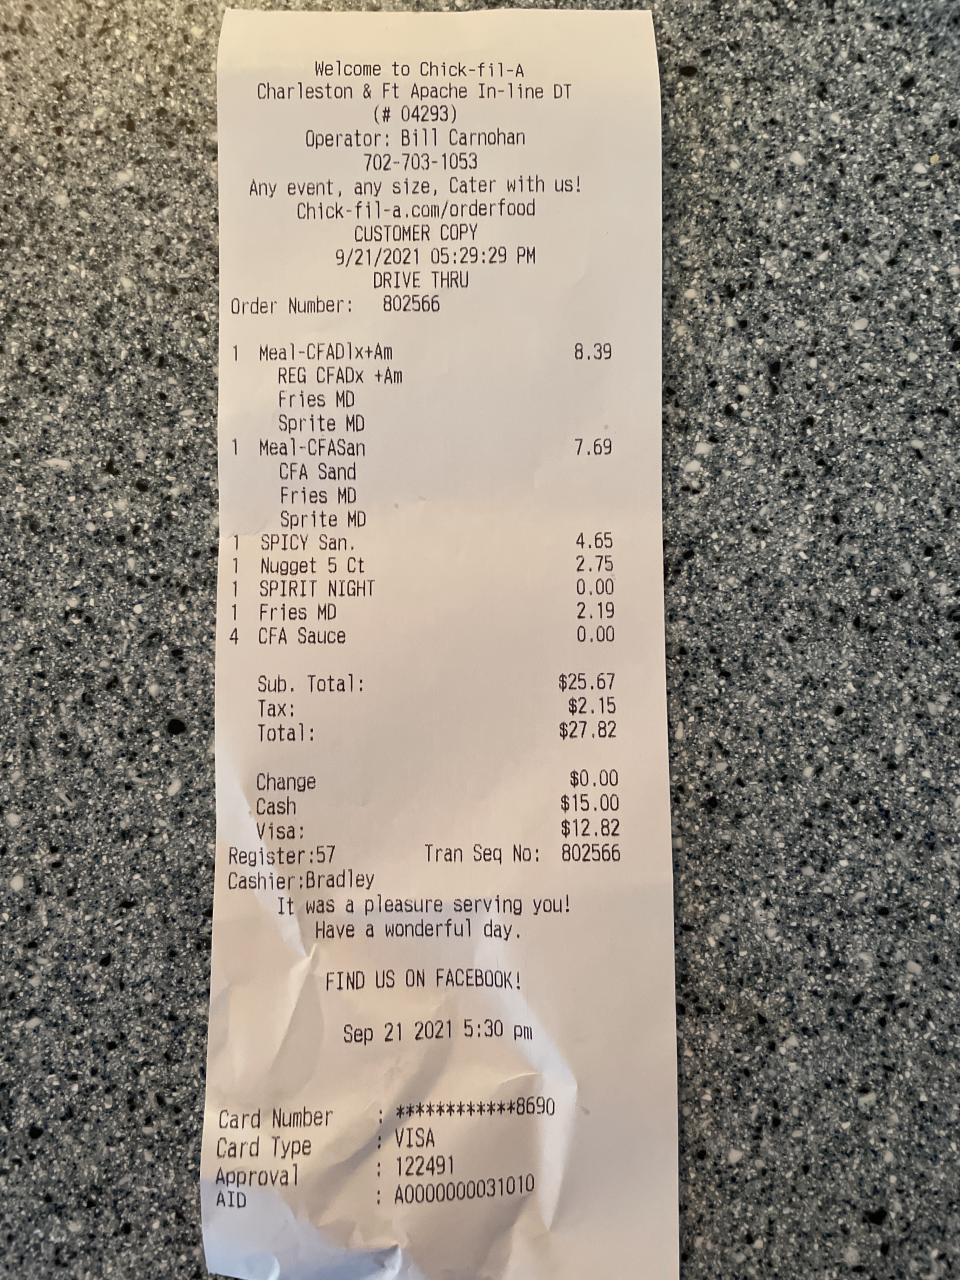 Welcome to Chick-fil-A
Charleston & Ft Apache In-line DT
(# 04293)
Operator: Bill Carnohan
702-703-1053
Any event, any size, Cater with us!
Chick-fil-a.com/orderfood
CUSTOMER COPY
9/21/2021 05:29:29 PM
DRIVE THRU
Order Number: 802566
1 Meal-CFADlx+Am 8.39
REG CFADx +Am
Fries MD
Sprite MD
1 Meal-CFASan 7.69
CFA Sand
Fries MD
Sprite MD
1 SPICY San. 4.65
1 Nugget 5 Ct 2.75
1 SPIRIT NIGHT 0.00
1 Fries MD 2.19
4 CFA Sauce 0.00
Sub. Total: $25.67
Tax: $2.15
Total: $27.82
Change $0.00
Cash $15.00
Visa: $12.82
Register:57 Tran Seq No: 802566
Cashier:Bradley
It was a pleasure serving you!
Have a wonderful day.
FIND US ON FACEBOOK!
Sep 21 2021 5:30 pm
Card Number : ************8690
Card Type : VISA
Approval : 122491
AID : A0000000031010